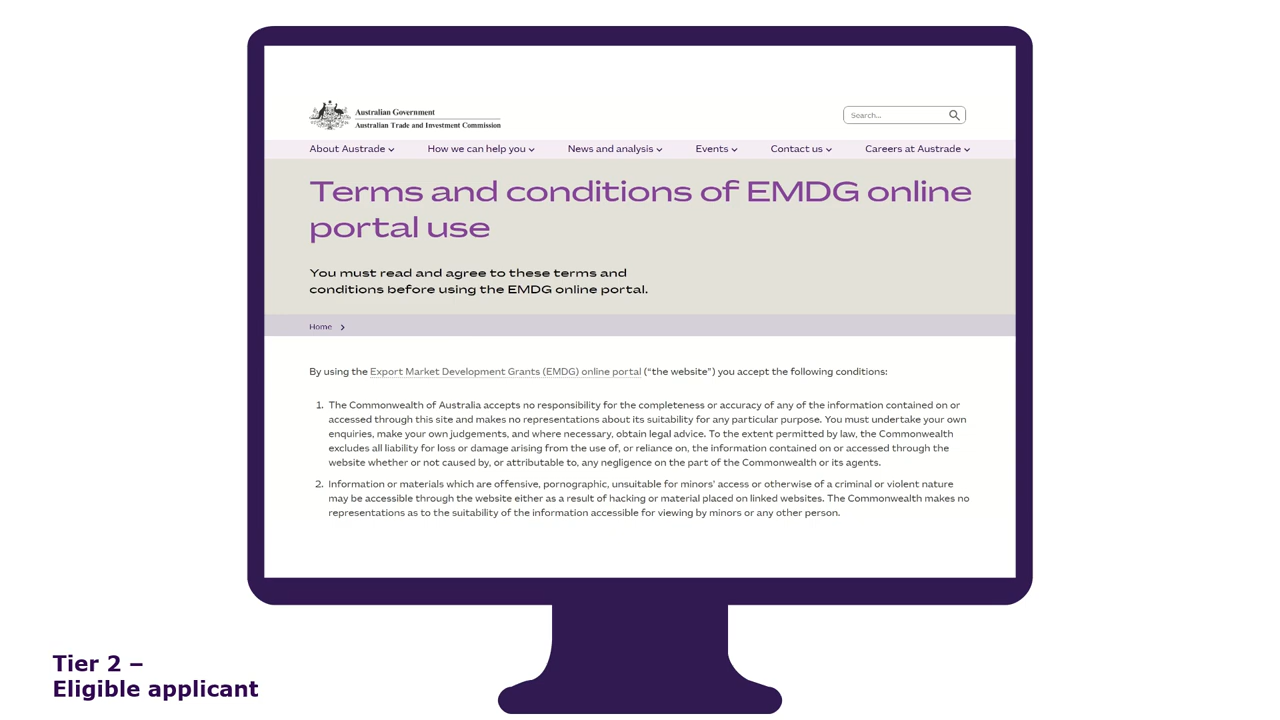 Australian Government
Australian Trade and Investment Commission
Search...
About Austrade
How we can help you
News and analysis
Events
Contact us
Careers at Austrade
Terms and conditions of EMDG online
portal use
You must read and agree to these terms and
conditions before using the EMDG online portal.
Home
By using the Export Market Development Grants (EMDG) online portal (“the website”) you accept the following conditions:
1. The Commonwealth of Australia accepts no responsibility for the completeness or accuracy of any of the information contained on or
accessed through this site and makes no representations about its suitability for any particular purpose. You must undertake your own
enquiries, make your own judgements, and where necessary, obtain legal advice. To the extent permitted by law, the Commonwealth
excludes all liability for loss or damage arising from the use of, or reliance on, the information contained on or accessed through the
website whether or not caused by, or attributable to, any negligence on the part of the Commonwealth or its agents.
2. Information or materials which are offensive, pornographic, unsuitable for minors' access or otherwise of a criminal or violent nature
may be accessible through the website either as a result of hacking or material placed on linked websites. The Commonwealth makes no
representations as to the suitability of the information accessible for viewing by minors or any other person.
Tier 2 –
Eligible applicant